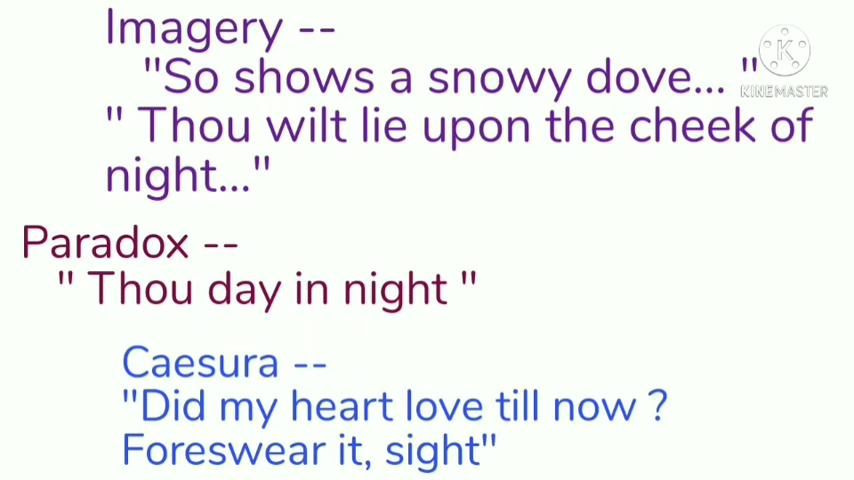 Imagery --
"So shows a snowy dove... "
" Thou wilt lie upon the cheek of
night..."
Paradox --
" Thou day in night "
Caesura --
"Did my heart love till now ?
Foreswear it, sight"
K
KINEMASTER